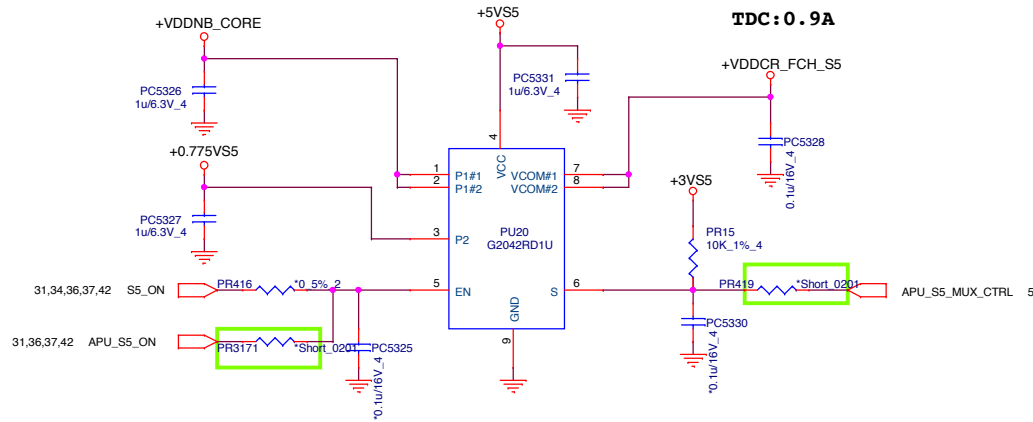 TDC:0.9A
+5VS5
+VDDNB_CORE
+VDDCR_FCH_S5
PC5331
1u/6.3V_4
PC5326
1u/6.3V_4
PC5328
0.1u/16V_4
4
VCC
+0.775VS5
1 P1#1
2 P1#2
VCOM#1 7
VCOM#2 8
+3VS5
PC5327
1u/6.3V_4
3 P2
PU20
G2042RD1U
PR15
10K_1%_4
31,34,36,37,42 S5_ON
PR416 *0_5%_2
5 EN
S 6
PR419 *Short_0201
APU_S5_MUX_CTRL 5
GND
9
PC5330
*0.1u/16V_4
31,36,37,42 APU_S5_ON
PR3171 *Short_0201
PC5325
*0.1u/16V_4